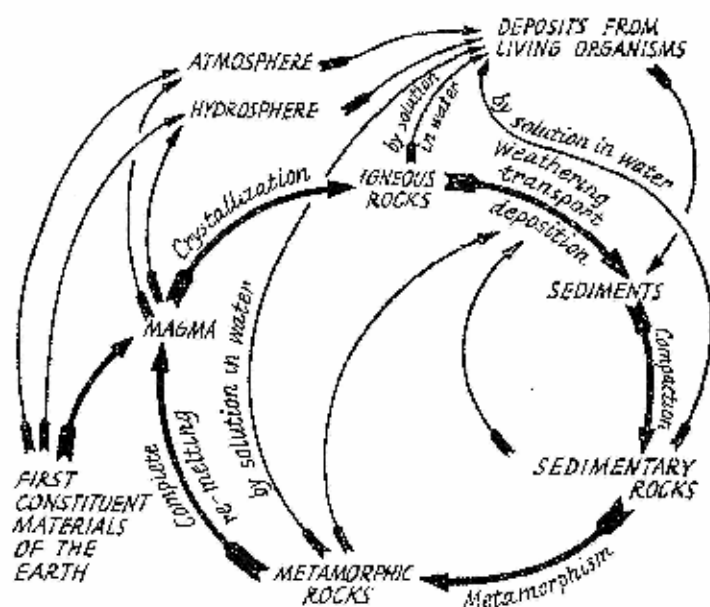 DEPOSITS FROM
LIVING ORGANISMS
ATMOSPHERE
HYDROSPHERE
by solution
in water
by solution in water
Weathering
transport
deposition
Crystallization
IGNEOUS
ROCKS
SEDIMENTS
MAGMA
by solution in water
Compaction
Complete
re-melting
FIRST
CONSTITUENT
MATERIALS
OF THE
EARTH
SEDIMENTARY
ROCKS
METAMORPHIC
ROCKS
Metamorphism